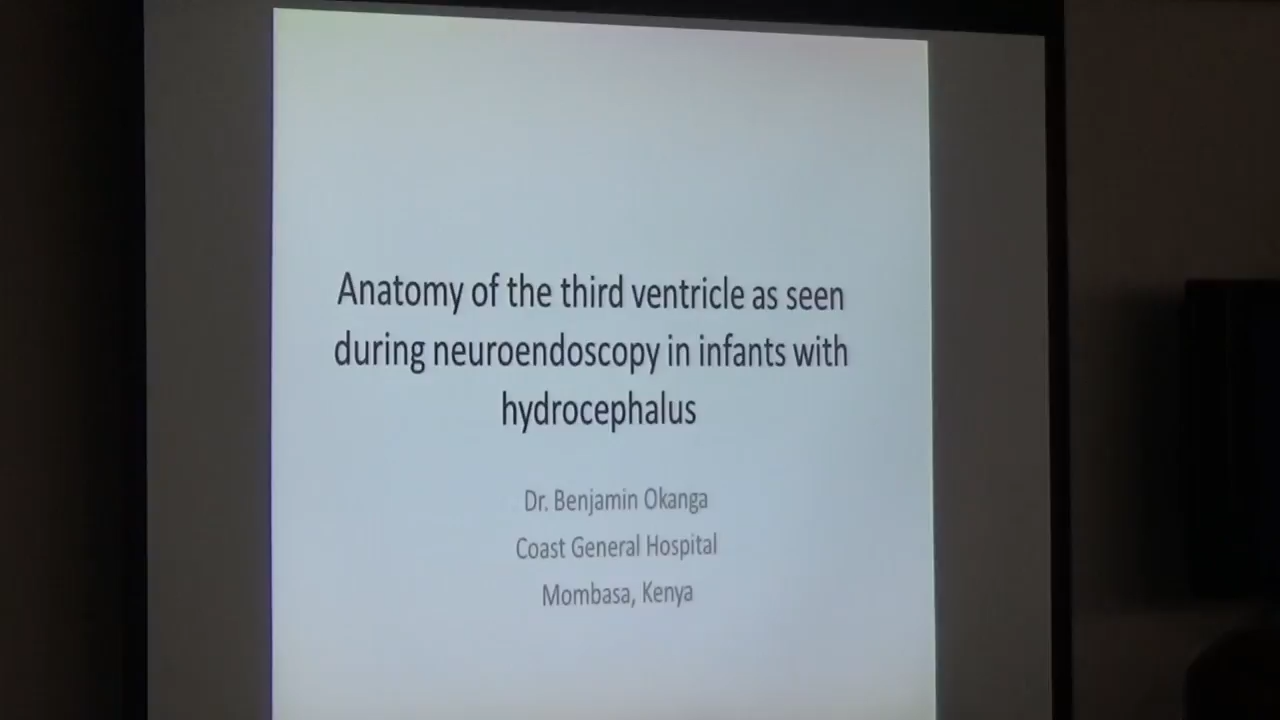 Anatomy of the third ventricle as seen
during neuroendoscopy in infants with
hydrocephalus
Dr. Benjamin Okanga
Coast General Hospital
Mombasa, Kenya